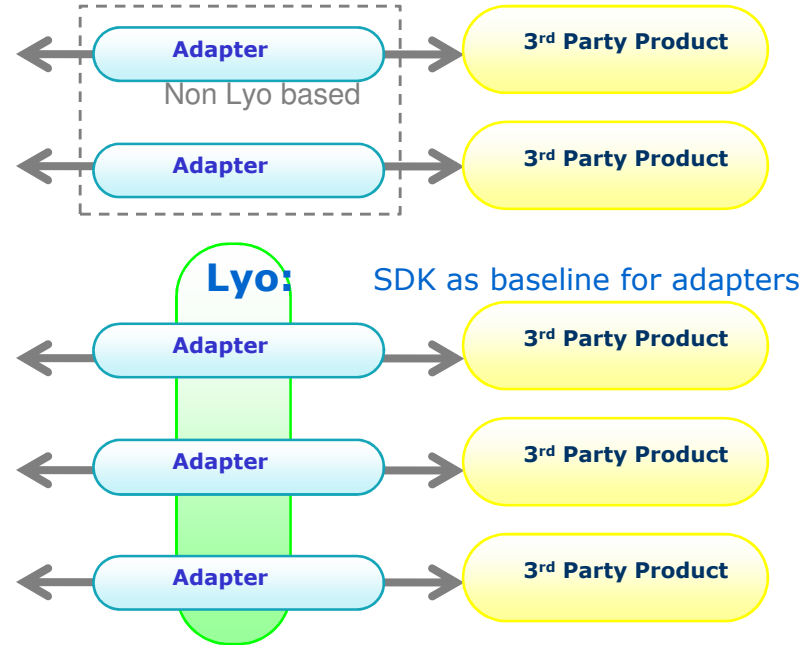 Adapter
3rd Party Product
Non Lyo based
Adapter
3rd Party Product
Lyo: SDK as baseline for adapters
Adapter
3rd Party Product
Adapter
3rd Party Product
Adapter
3rd Party Product